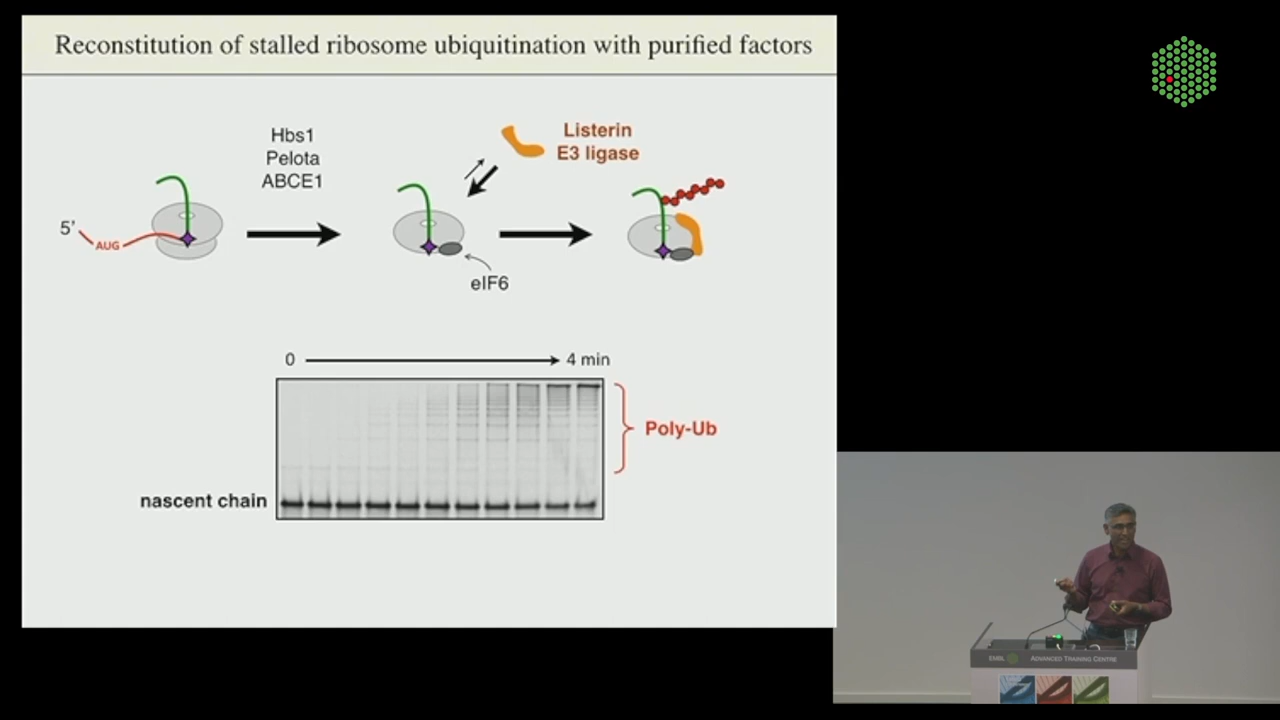 Reconstitution of stalled ribosome ubiquitination with purified factors
Hbs1
Pelota
ABCE1
Listerin
E3 ligase
5'
AUG
eIF6
0
4 min
Poly-Ub
nascent chain
EMBL
ADVANCED TRAINING CENTRE